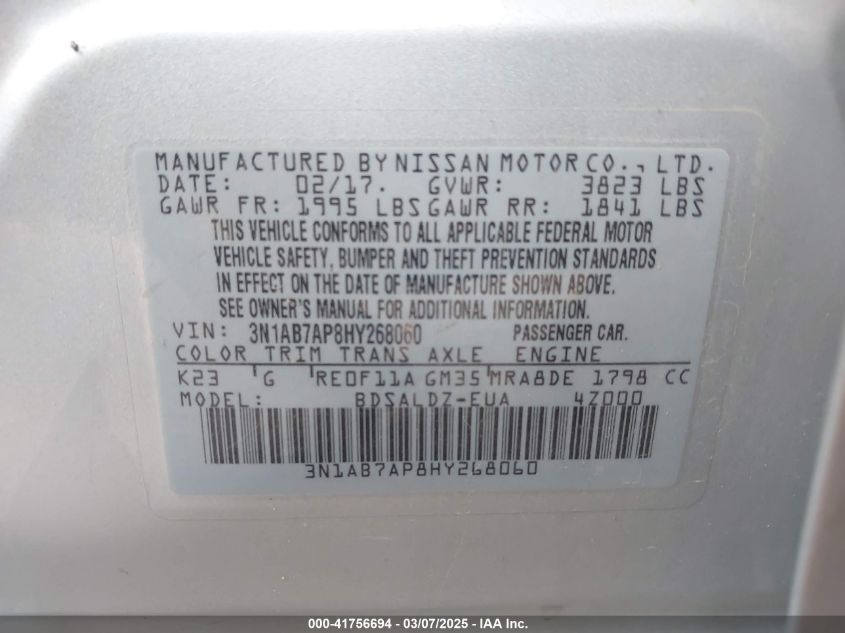 MANUFACTURED BY NISSAN MOTOR CO., LTD.
DATE: 02/17. GVWR: 3823 LBS
GAWR FR: 1995 LBS GAWR RR: 1841 LBS
THIS VEHICLE CONFORMS TO ALL APPLICABLE FEDERAL MOTOR
VEHICLE SAFETY, BUMPER AND THEFT PREVENTION STANDARDS
IN EFFECT ON THE DATE OF MANUFACTURE SHOWN ABOVE.
SEE OWNER'S MANUAL FOR ADDITIONAL INFORMATION.
VIN: 3N1AB7AP8HY268060 PASSENGER CAR.
COLOR TRIM TRANS AXLE ENGINE
K23 G RE0F11A GM35 MRA8DE 1798 CC
MODEL: BDSALDZ-EUA 4Z000
3N1AB7AP8HY268060
000-41756694 - 03/07/2025 - IAA Inc.